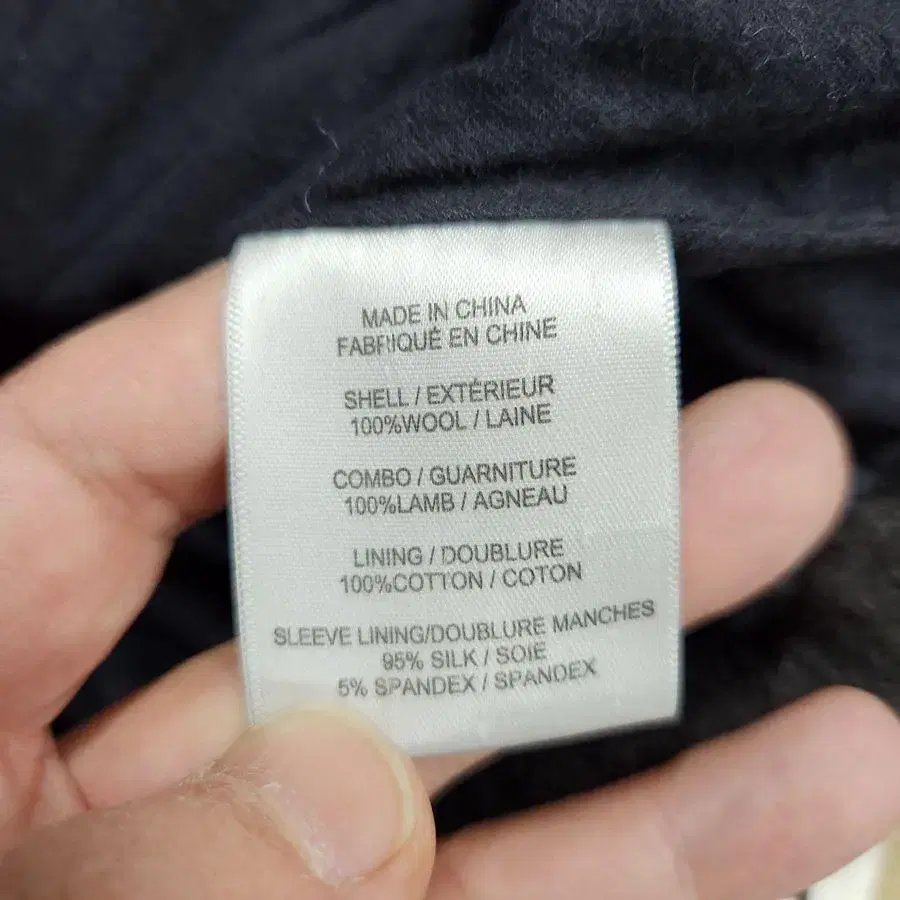 MADE IN CHINA
FABRIQUÉ EN CHINE
SHELL / EXTÉRIEUR
100%WOOL / LAINE
COMBO / GUARNITURE
100%LAMB / AGNEAU
LINING / DOUBLURE
100%COTTON / COTON
SLEEVE LINING/DOUBLURE MANCHES
95% SILK / SOIE
5% SPANDEX / SPANDEX